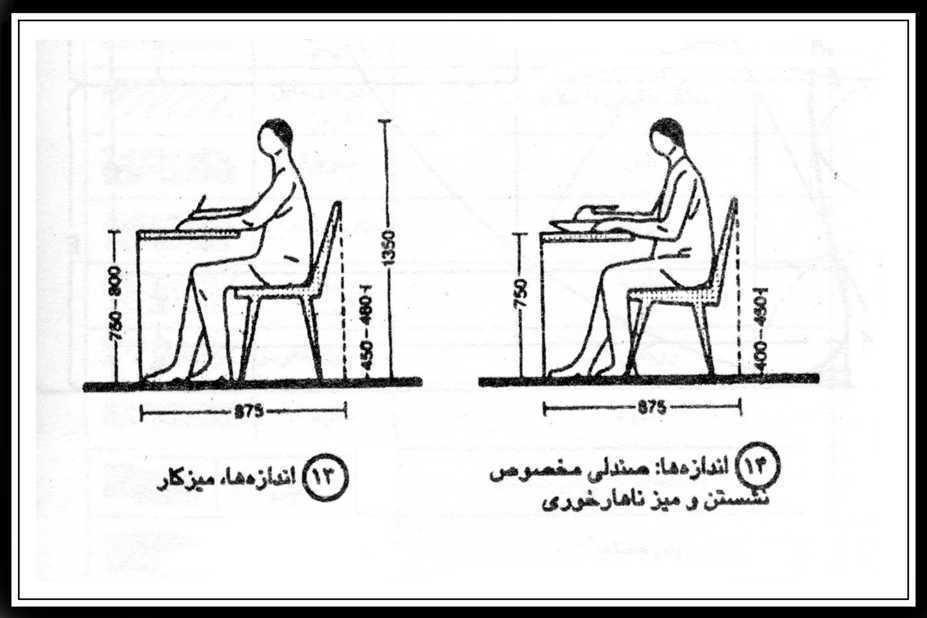 1350
750–800
450–480
875
750
400–450
875
۱۳ اندازه‌ها، میزکار
۱۴ اندازه‌ها: صندلی مخصوص
نشستن و میز ناهارخوری